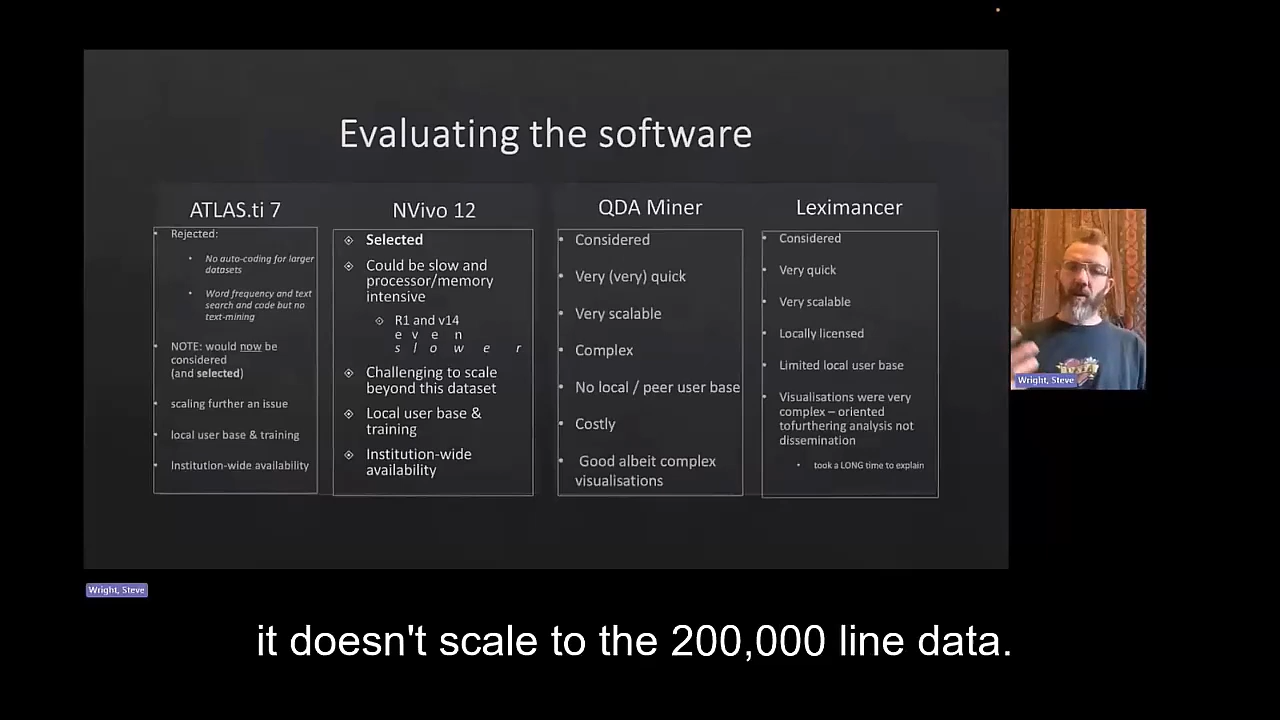 Evaluating the software
ATLAS.ti 7
Rejected:
No auto-coding for larger
datasets
Word frequency and text
search and code but no
text-mining
NOTE: would now be
considered
(and selected)
scaling further an issue
local user base & training
Institution-wide availability
NVivo 12
Selected
Could be slow and
processor/memory
intensive
R1 and v14
e v e n
s l o w e r
Challenging to scale
beyond this dataset
Local user base &
training
Institution-wide
availability
QDA Miner
Considered
Very (very) quick
Very scalable
Complex
No local / peer user base
Costly
Good albeit complex
visualisations
Leximancer
Considered
Very quick
Very scalable
Locally licensed
Limited local user base
Visualisations were very
complex – oriented
tofurthering analysis not
dissemination
took a LONG time to explain
Wright, Steve
Wright, Steve
it doesn't scale to the 200,000 line data.